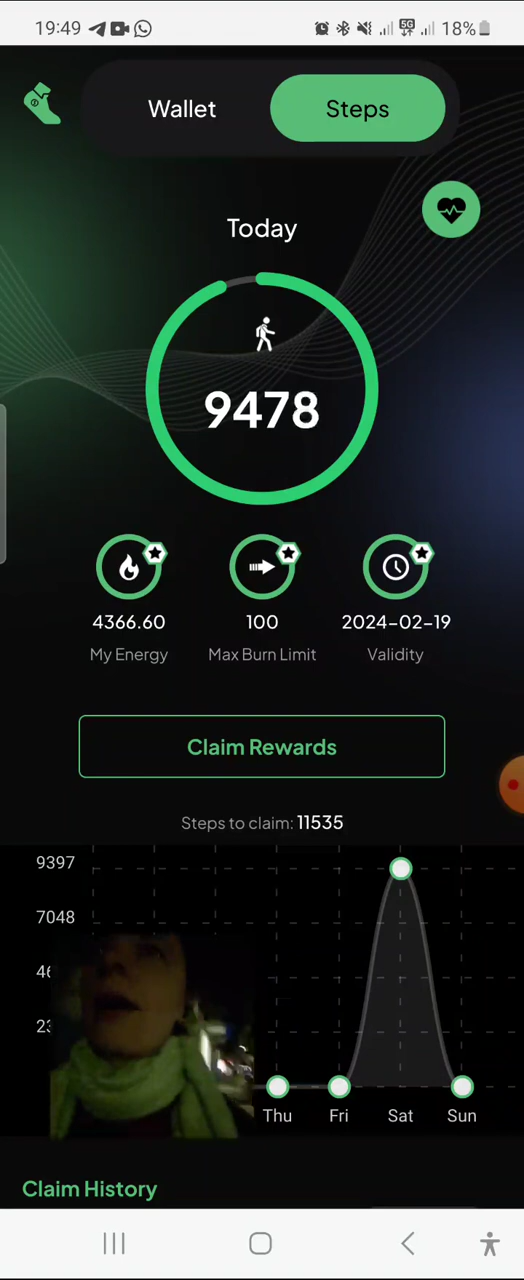 19:49 5G 18%
Wallet Steps
Today
9478
4366.60 100 2024-02-19
My Energy Max Burn Limit Validity
Claim Rewards
Steps to claim: 11535
9397
7048
Thu Fri Sat Sun
Claim History